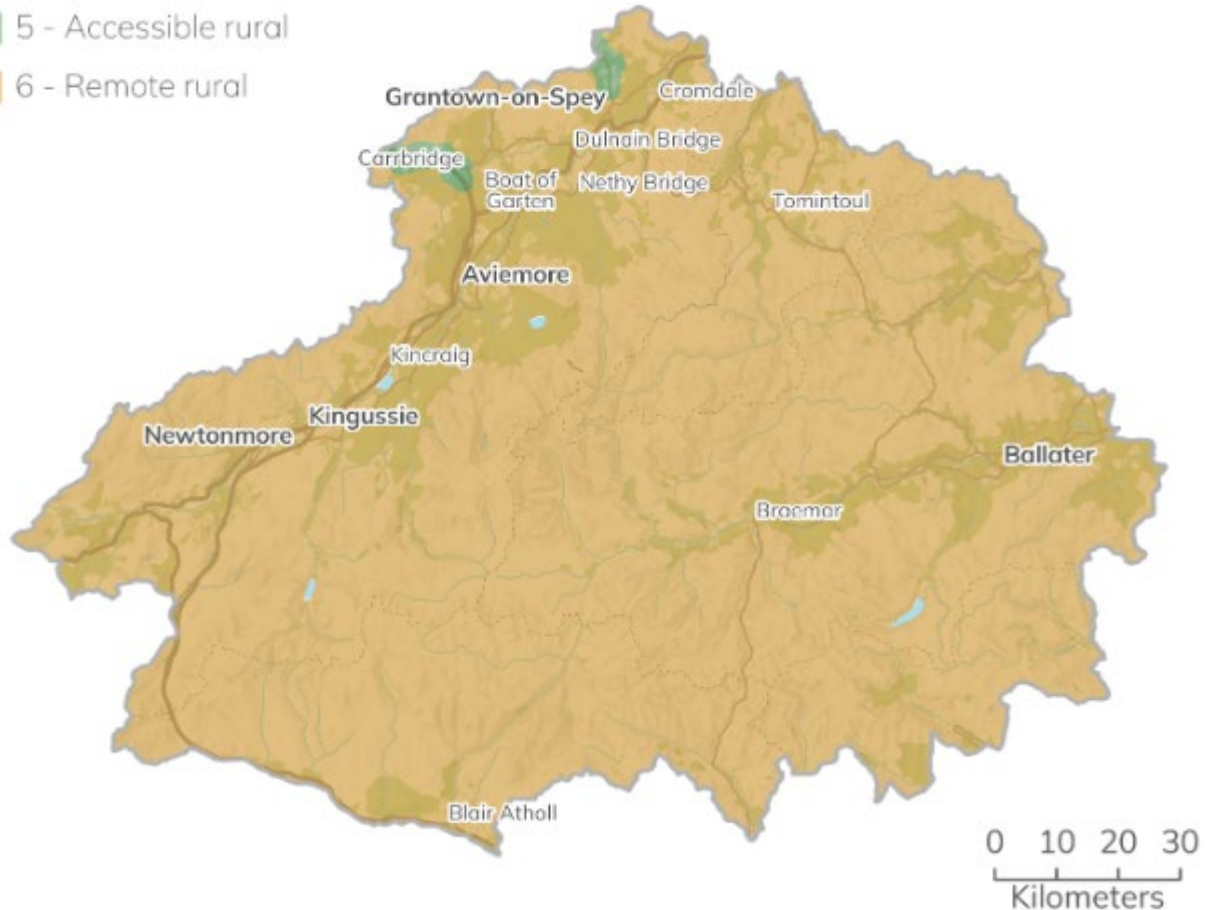 5 - Accessible rural
6 - Remote rural
Grantown-on-Spey
Cromdale
Dulnain Bridge
Carrbridge
Boat of
Garten
Nethy Bridge
Tomintoul
Aviemore
Kincraig
Kingussie
Newtonmore
Ballater
Braemar
Blair Atholl
0 10 20 30
Kilometers